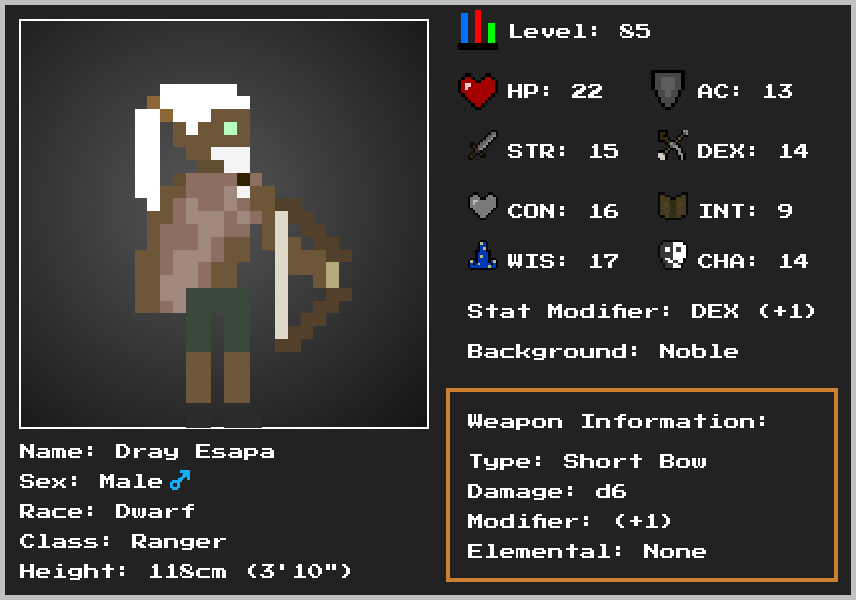 Level: 85
HP: 22
AC: 13
STR: 15
DEX: 14
CON: 16
INT: 9
WIS: 17
CHA: 14
Stat Modifier: DEX (+1)
Background: Noble
Weapon Information:
Type: Short Bow
Damage: d6
Modifier: (+1)
Elemental: None
Name: Dray Esapa
Sex: Male♂
Race: Dwarf
Class: Ranger
Height: 118cm (3'10")